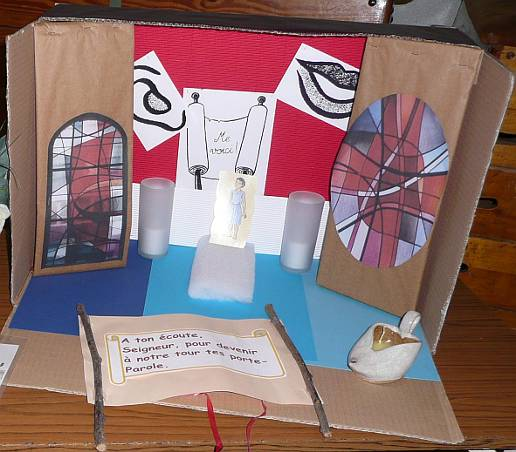 Me
voici
A ton écoute,
Seigneur, pour devenir
à notre tour tes porte-
Parole.